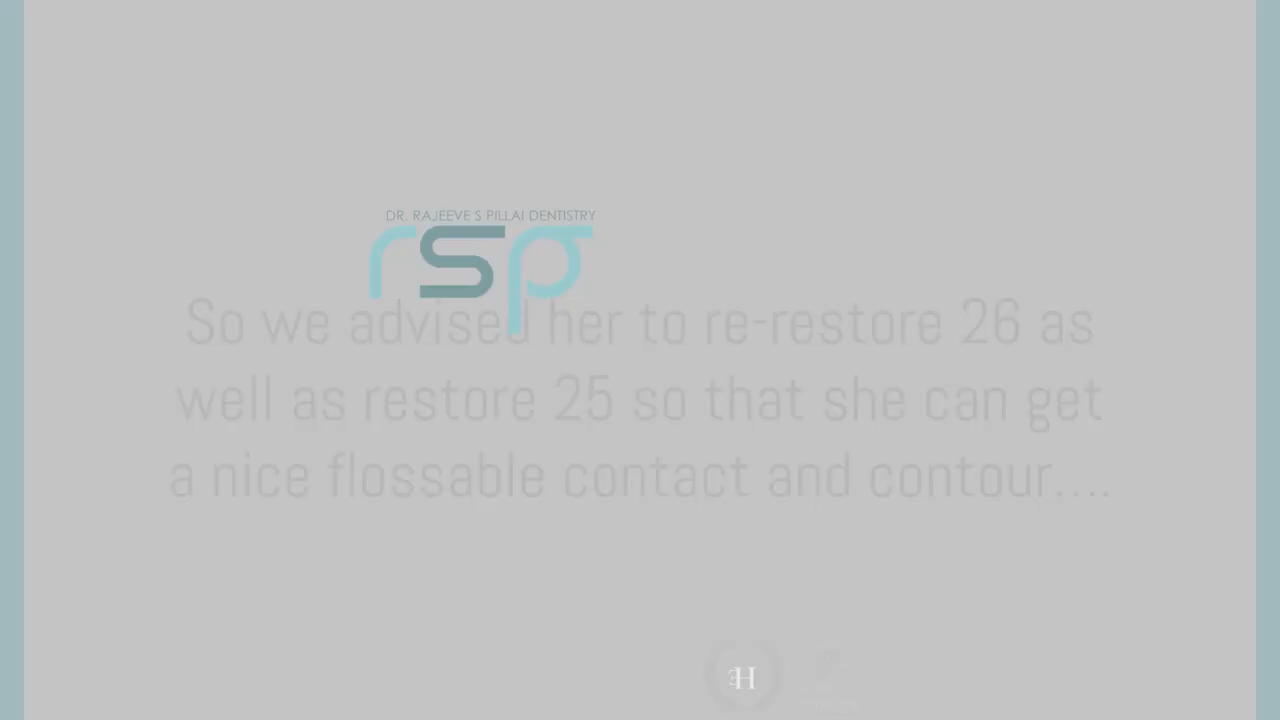 DR. RAJEEVE S PILLAI DENTISTRY
rsp
So we advised her to re-restore 26 as
well as restore 25 so that she can get
a nice flossable contact and contour....